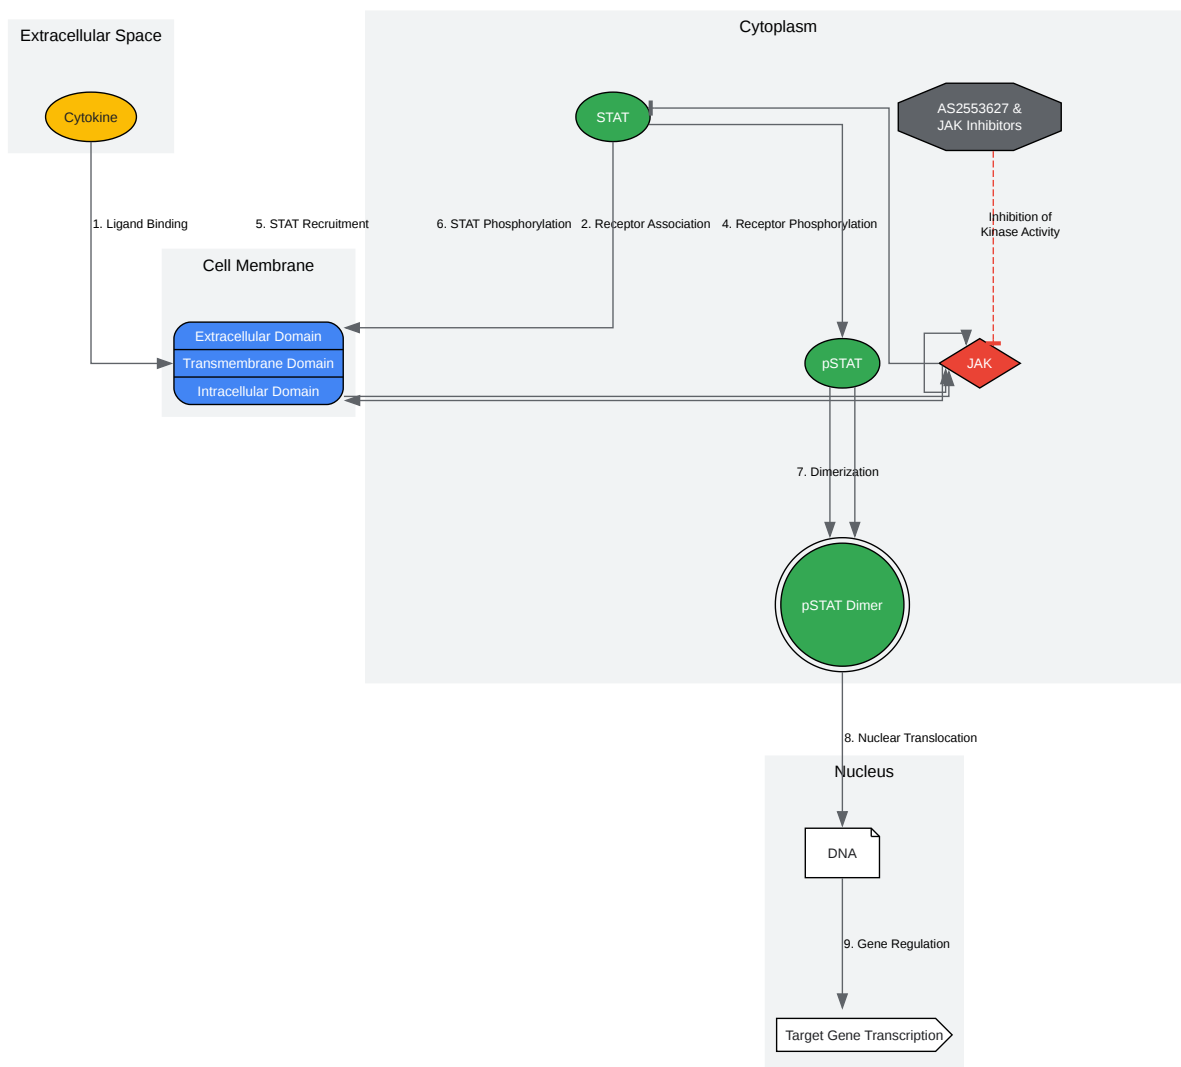 Extracellular Space
Cytoplasm
Cytokine
STAT
AS2553627 &
JAK Inhibitors
1. Ligand Binding
5. STAT Recruitment
6. STAT Phosphorylation
2. Receptor Association
4. Receptor Phosphorylation
Inhibition of
Kinase Activity
Cell Membrane
Extracellular Domain
Transmembrane Domain
Intracellular Domain
pSTAT
JAK
7. Dimerization
pSTAT Dimer
8. Nuclear Translocation
Nucleus
DNA
9. Gene Regulation
Target Gene Transcription